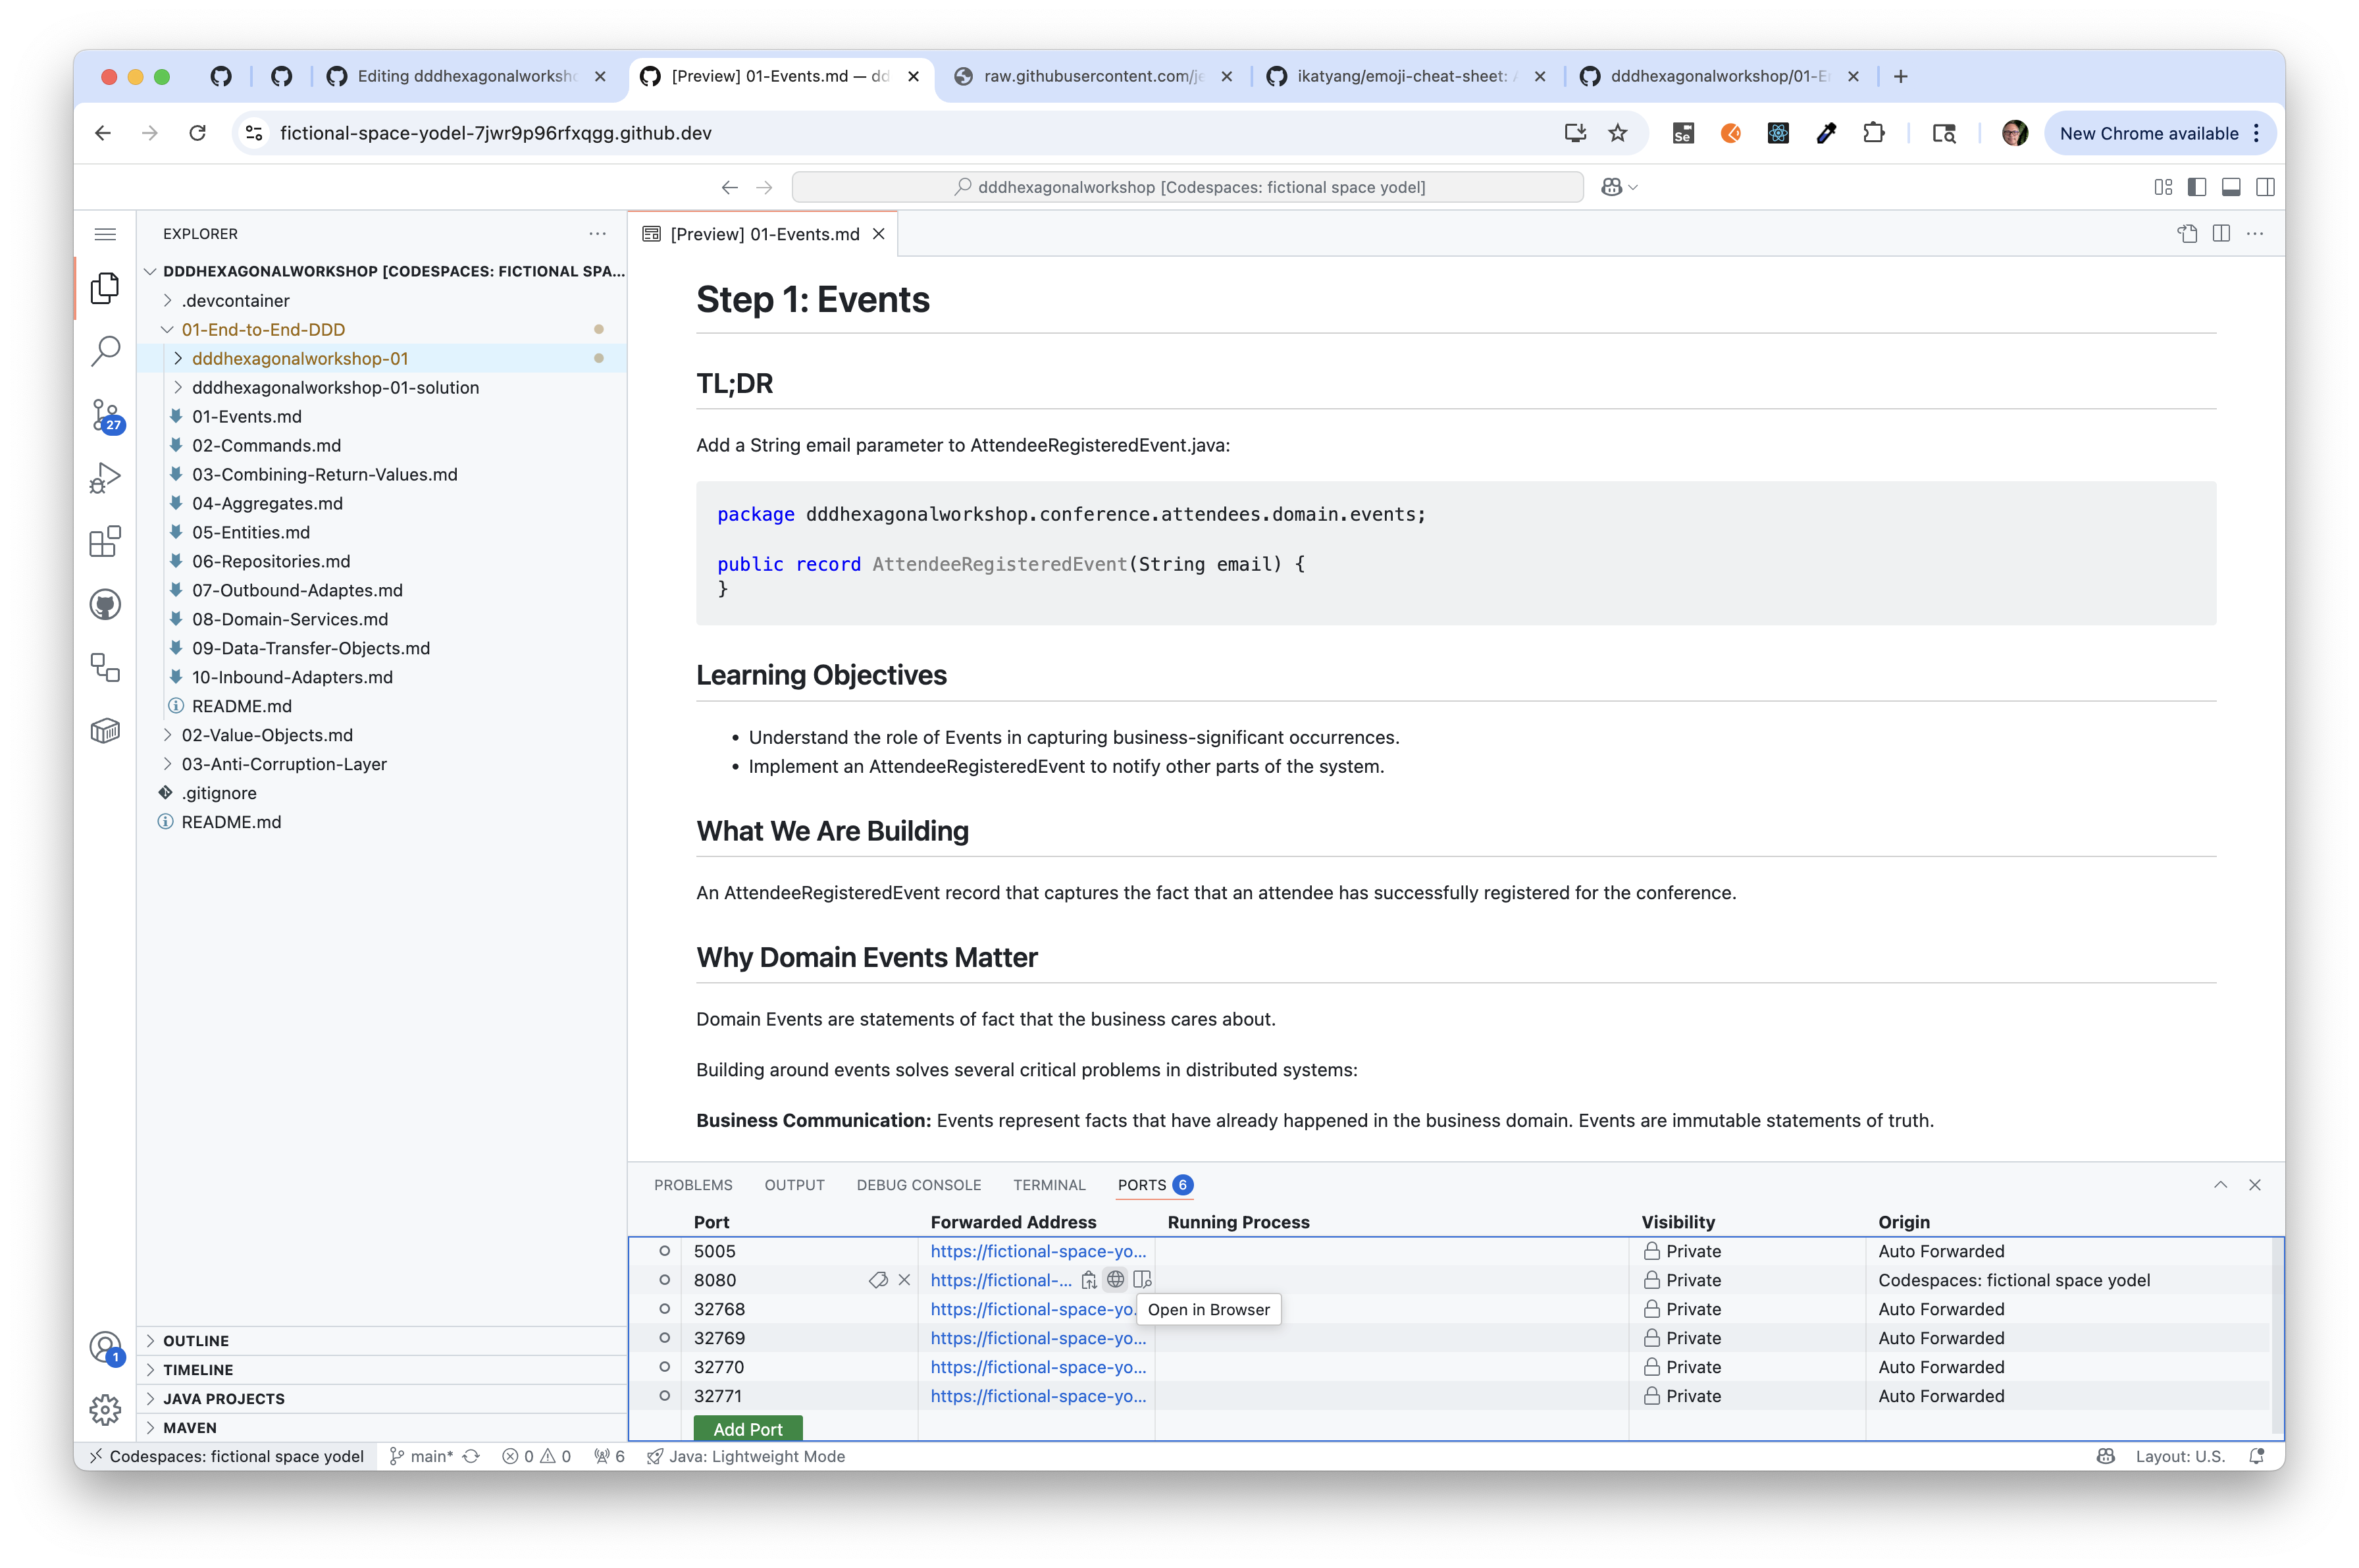 Editing dddhexagonalworksho
[Preview] 01-Events.md — dd
raw.githubusercontent.com/je
ikatyang/emoji-cheat-sheet: A
dddhexagonalworkshop/01-E
fictional-space-yodel-7jwr9p96rfxqgg.github.dev
Se
New Chrome available
dddhexagonalworkshop [Codespaces: fictional space yodel]
EXPLORER
[Preview] 01-Events.md
DDDHEXAGONALWORKSHOP [CODESPACES: FICTIONAL SPA...
.devcontainer
01-End-to-End-DDD
dddhexagonalworkshop-01
dddhexagonalworkshop-01-solution
01-Events.md
02-Commands.md
03-Combining-Return-Values.md
04-Aggregates.md
05-Entities.md
06-Repositories.md
07-Outbound-Adaptes.md
08-Domain-Services.md
09-Data-Transfer-Objects.md
10-Inbound-Adapters.md
README.md
02-Value-Objects.md
03-Anti-Corruption-Layer
.gitignore
README.md
27
1
OUTLINE
TIMELINE
JAVA PROJECTS
MAVEN
Step 1: Events
TL;DR
Add a String email parameter to AttendeeRegisteredEvent.java:
package dddhexagonalworkshop.conference.attendees.domain.events;
public record AttendeeRegisteredEvent(String email) {
}
Learning Objectives
• Understand the role of Events in capturing business-significant occurrences.
• Implement an AttendeeRegisteredEvent to notify other parts of the system.
What We Are Building
An AttendeeRegisteredEvent record that captures the fact that an attendee has successfully registered for the conference.
Why Domain Events Matter
Domain Events are statements of fact that the business cares about.
Building around events solves several critical problems in distributed systems:
Business Communication: Events represent facts that have already happened in the business domain. Events are immutable statements of truth.
PROBLEMS OUTPUT DEBUG CONSOLE TERMINAL PORTS 6
Port Forwarded Address Running Process Visibility Origin
5005 https://fictional-space-yo... Private Auto Forwarded
8080 https://fictional-... Private Codespaces: fictional space yodel
Open in Browser
32768 https://fictional-space-yo. Private Auto Forwarded
32769 https://fictional-space-yo... Private Auto Forwarded
32770 https://fictional-space-yo... Private Auto Forwarded
32771 https://fictional-space-yo... Private Auto Forwarded
Add Port
Codespaces: fictional space yodel main* 0 0 6 Java: Lightweight Mode Layout: U.S.